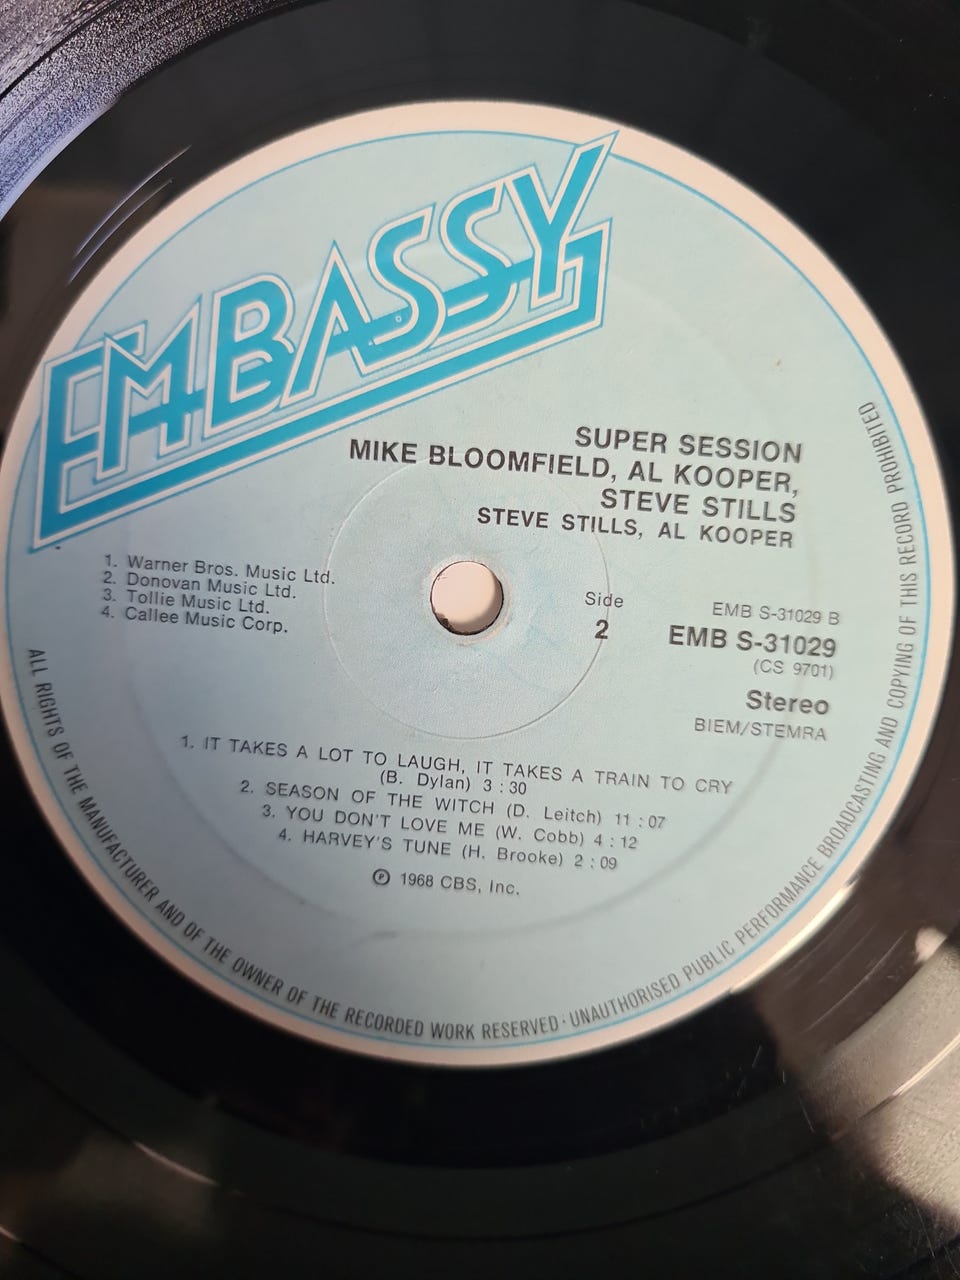 EMBASSY
SUPER SESSION
MIKE BLOOMFIELD, AL KOOPER,
STEVE STILLS
STEVE STILLS, AL KOOPER
1. Warner Bros. Music Ltd.
2. Donovan Music Ltd.
3. Tollie Music Ltd.
4. Callee Music Corp.
Side
2
EMB S-31029 B
EMB S-31029
(CS 9701)
Stereo
BIEM/STEMRA
1. IT TAKES A LOT TO LAUGH, IT TAKES A TRAIN TO CRY
(B. Dylan) 3 : 30
2. SEASON OF THE WITCH (D. Leitch) 11 : 07
3. YOU DON'T LOVE ME (W. Cobb) 4 : 12
4. HARVEY'S TUNE (H. Brooke) 2 : 09
℗ 1968 CBS, Inc.
ALL RIGHTS OF THE MANUFACTURER AND OF THE OWNER OF THE RECORDED WORK RESERVED · UNAUTHORISED PUBLIC PERFORMANCE BROADCASTING AND COPYING OF THIS RECORD PROHIBITED